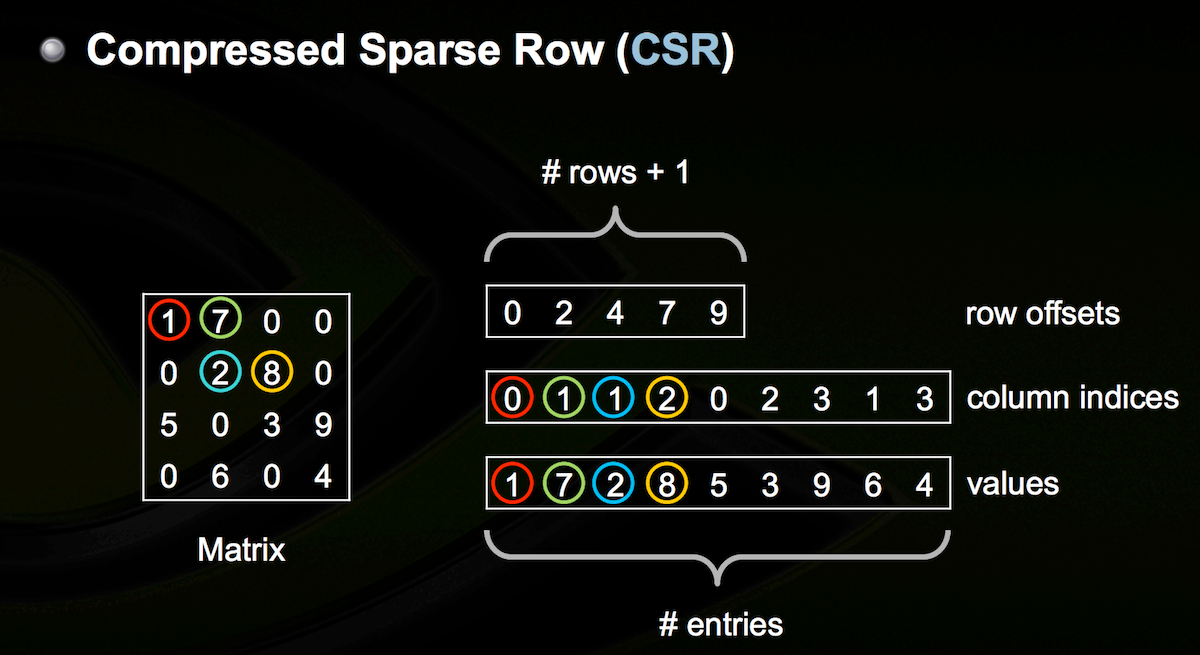 Compressed Sparse Row (CSR)
# rows + 1
1 7 0 0
0 2 8 0
5 0 3 9
0 6 0 4
Matrix
0 2 4 7 9 row offsets
0 1 1 2 0 2 3 1 3 column indices
1 7 2 8 5 3 9 6 4 values
# entries